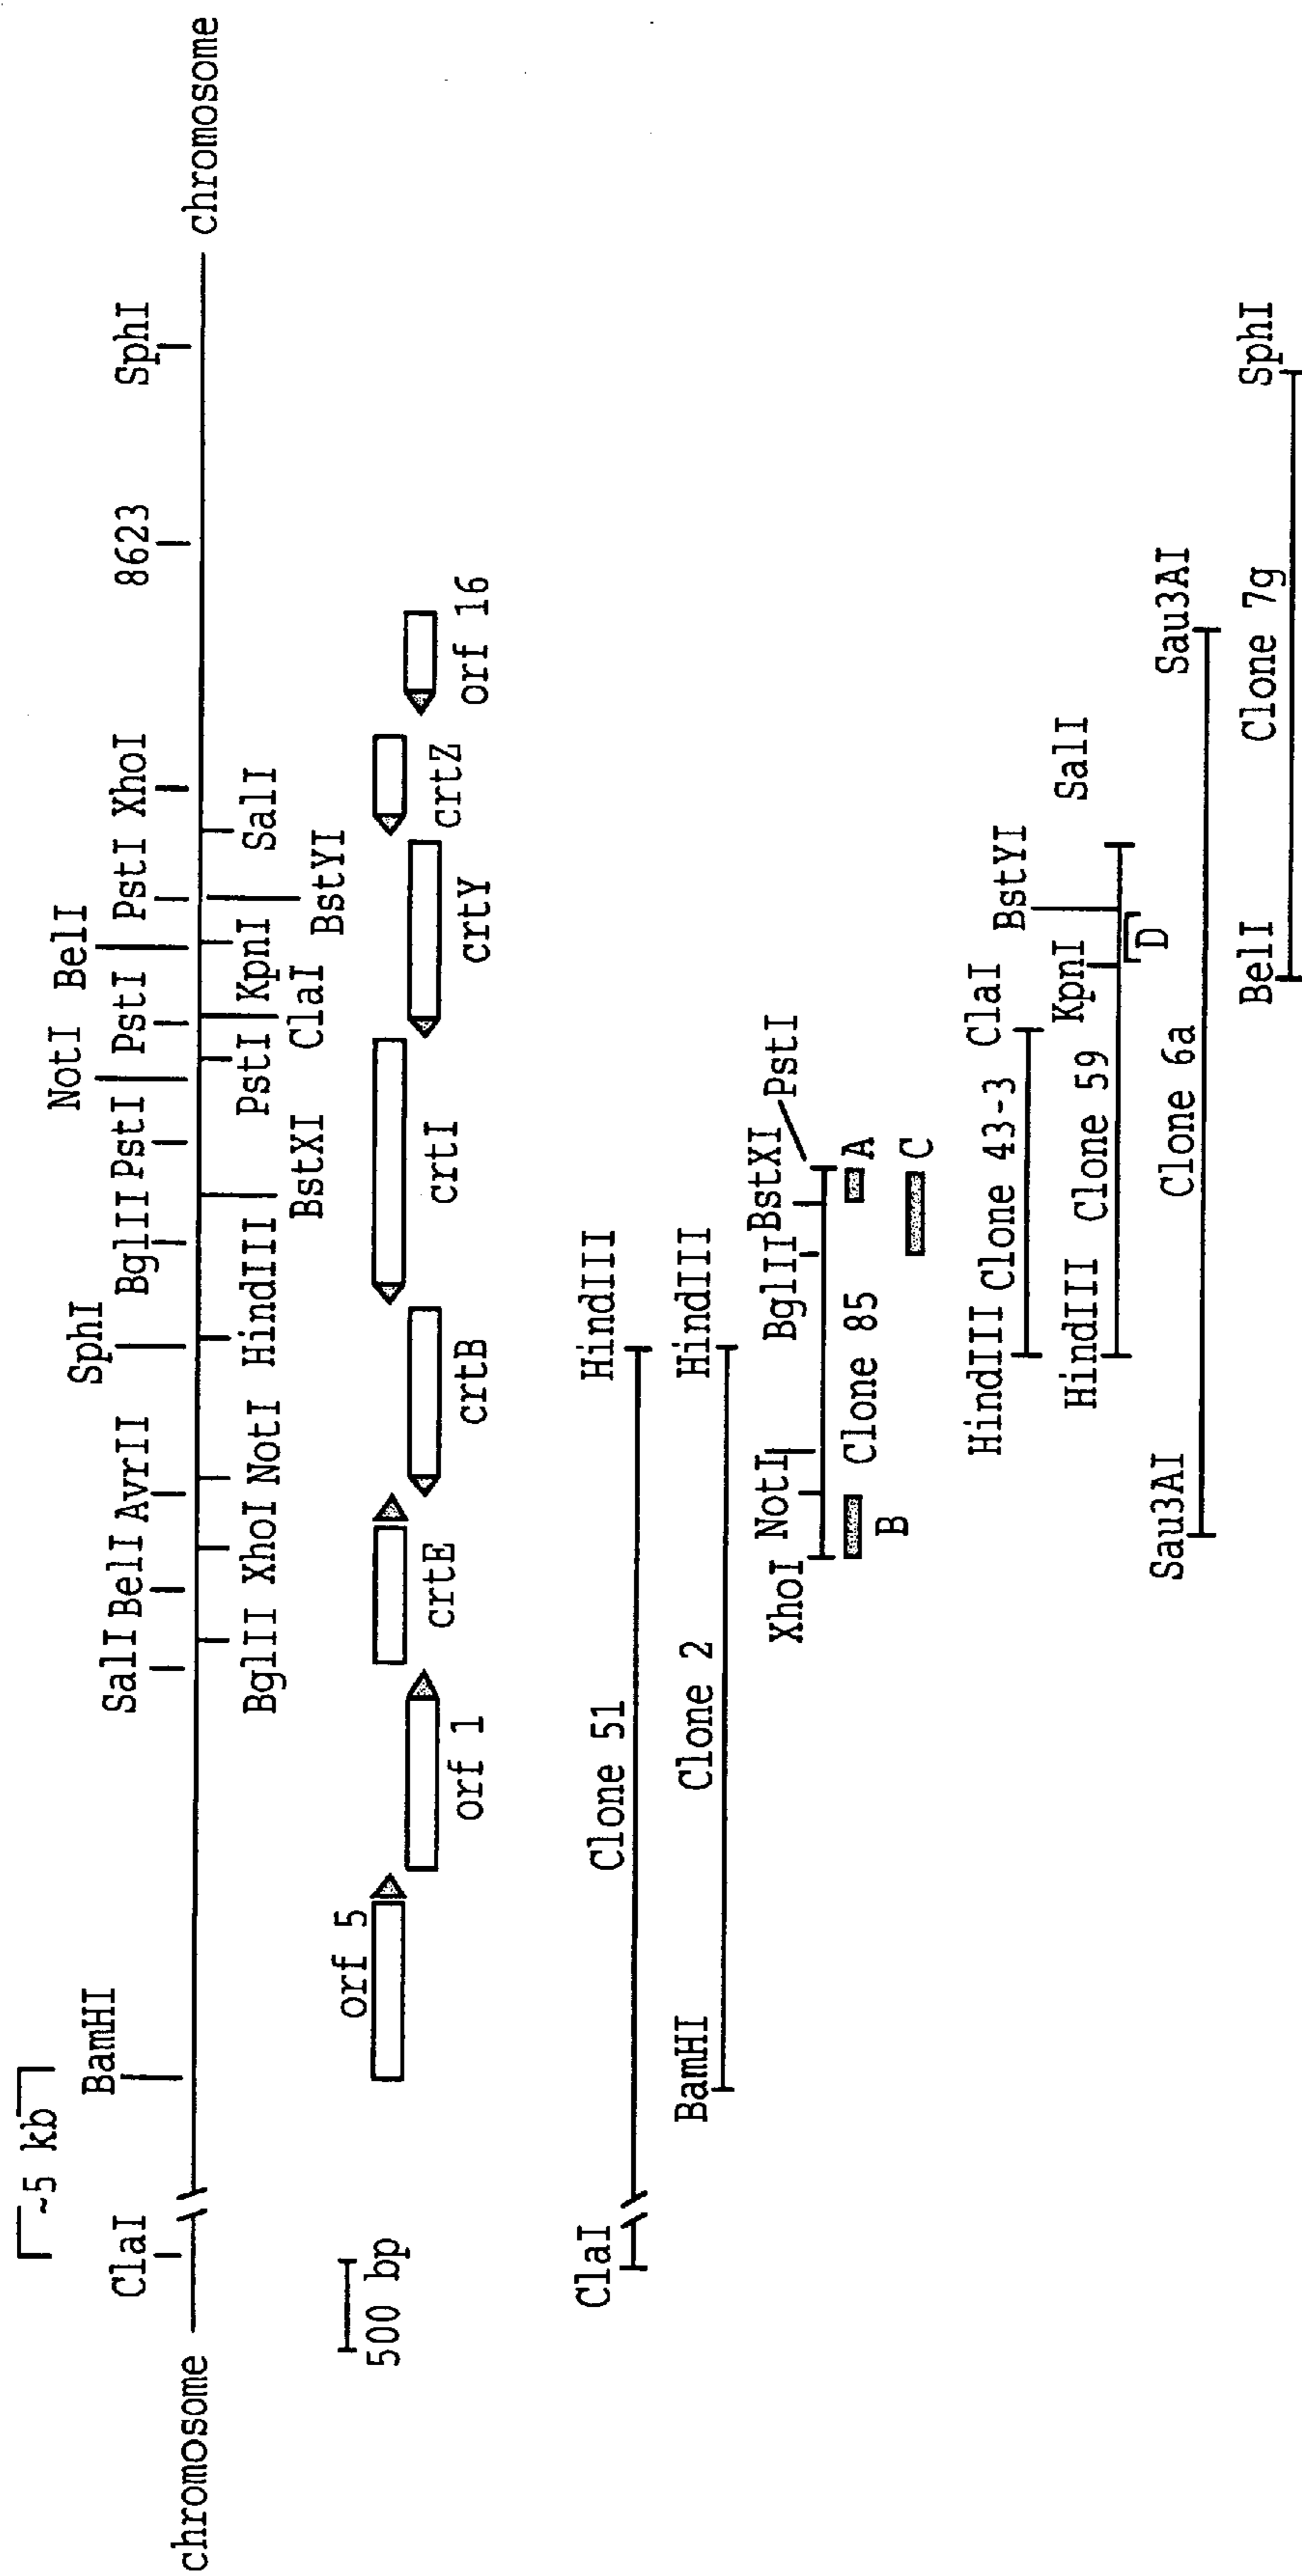 ~5 kb
chromosome
ClaI
BamHI
SalI
BelI
AvrII
SphI
BglII
PstI
NotI
PstI
BelI
PstI
XhoI
8623
SphI
chromosome
BglII
XhoI
NotI
HindIII
BstXI
PstI
ClaI
KpnI
BstYI
SalI
500 bp
orf 5
orf 1
crtE
crtB
crtI
crtY
crtZ
orf 16
ClaI
Clone 51
HindIII
BamHI
Clone 2
HindIII
XhoI
NotI
BglII
BstXI
PstI
Clone 85
B
A
C
HindIII
Clone 43-3
ClaI
HindIII
Clone 59
KpnI
BstYI
SalI
D
Sau3AI
Clone 6a
Sau3AI
BelI
Clone 7g
SphI